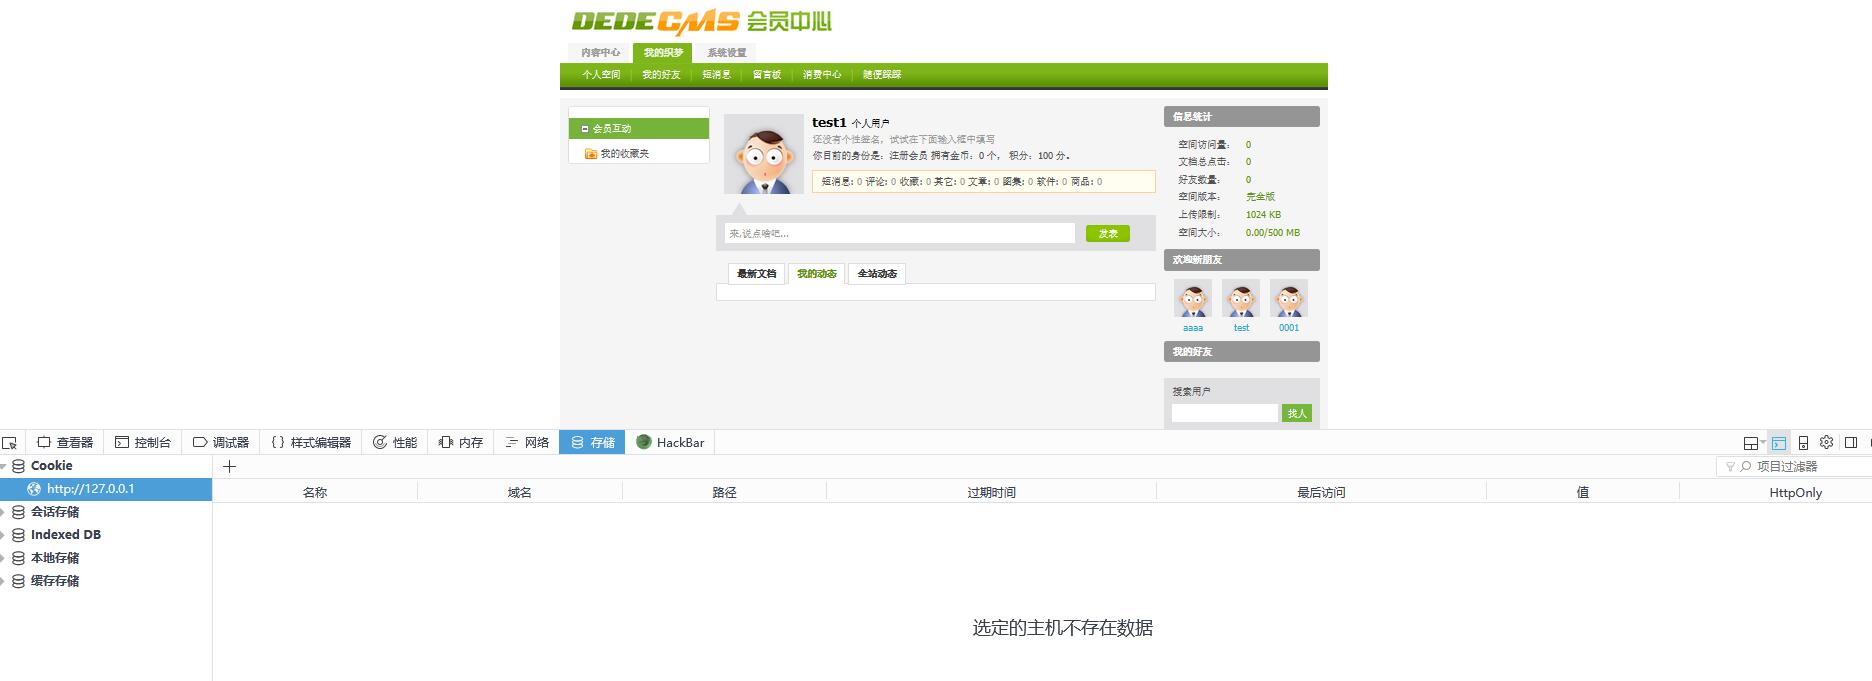 DEDECMS 会员中心
内容中心 我的织梦 系统设置
个人空间 我的好友 短消息 留言板 消费中心 随便踩踩
会员互动
我的收藏夹
test1 个人用户
还没有个性签名，试试在下面输入框中填写
你目前的身份是：注册会员 拥有金币：0 个， 积分：100 分。
短消息: 0 评论: 0 收藏: 0 其它: 0 文章: 0 图集: 0 软件: 0 商品: 0
来,说点啥吧...
发表
最新文档 我的动态 全站动态
信息统计
空间访问量： 0
文档总点击： 0
好友数量： 0
空间版本： 完全版
上传限制： 1024 KB
空间大小： 0.00/500 MB
欢迎新朋友
aaaa test 0001
我的好友
搜索用户
找人
查看器 控制台 调试器 {} 样式编辑器 性能 内存 网络 存储 HackBar
Cookie
http://127.0.0.1
会话存储
Indexed DB
本地存储
缓存存储
项目过滤器
名称 域名 路径 过期时间 最后访问 值 HttpOnly
选定的主机不存在数据